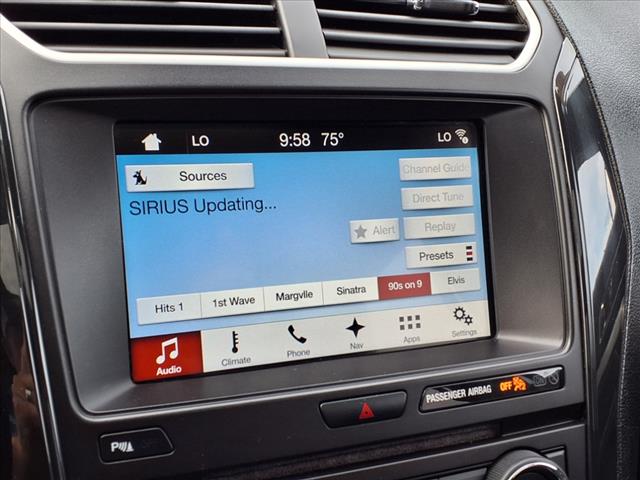 LO 9:58 75° LO
Sources
Channel Guide
SIRIUS Updating...
Direct Tune
Alert
Replay
Presets
Hits 1 1st Wave Margvlle Sinatra 90s on 9 Elvis
Audio Climate Phone Nav Apps Settings
PASSENGER AIRBAG OFF ON
P